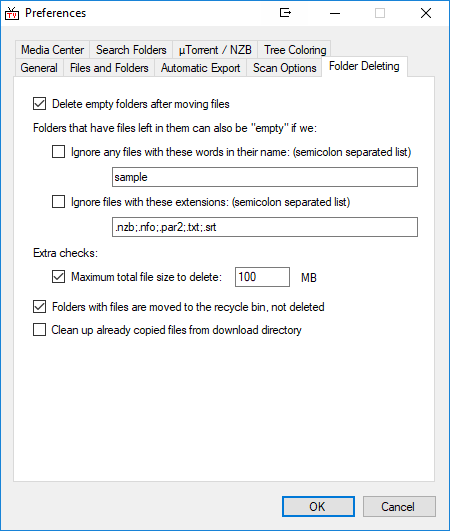 TV Preferences
Media Center Search Folders µTorrent / NZB Tree Coloring
General Files and Folders Automatic Export Scan Options Folder Deleting
Delete empty folders after moving files
Folders that have files left in them can also be "empty" if we:
Ignore any files with these words in their name: (semicolon separated list)
sample
Ignore files with these extensions: (semicolon separated list)
.nzb;.nfo;.par2;.txt;.srt
Extra checks:
Maximum total file size to delete: 100 MB
Folders with files are moved to the recycle bin, not deleted
Clean up already copied files from download directory
OK Cancel